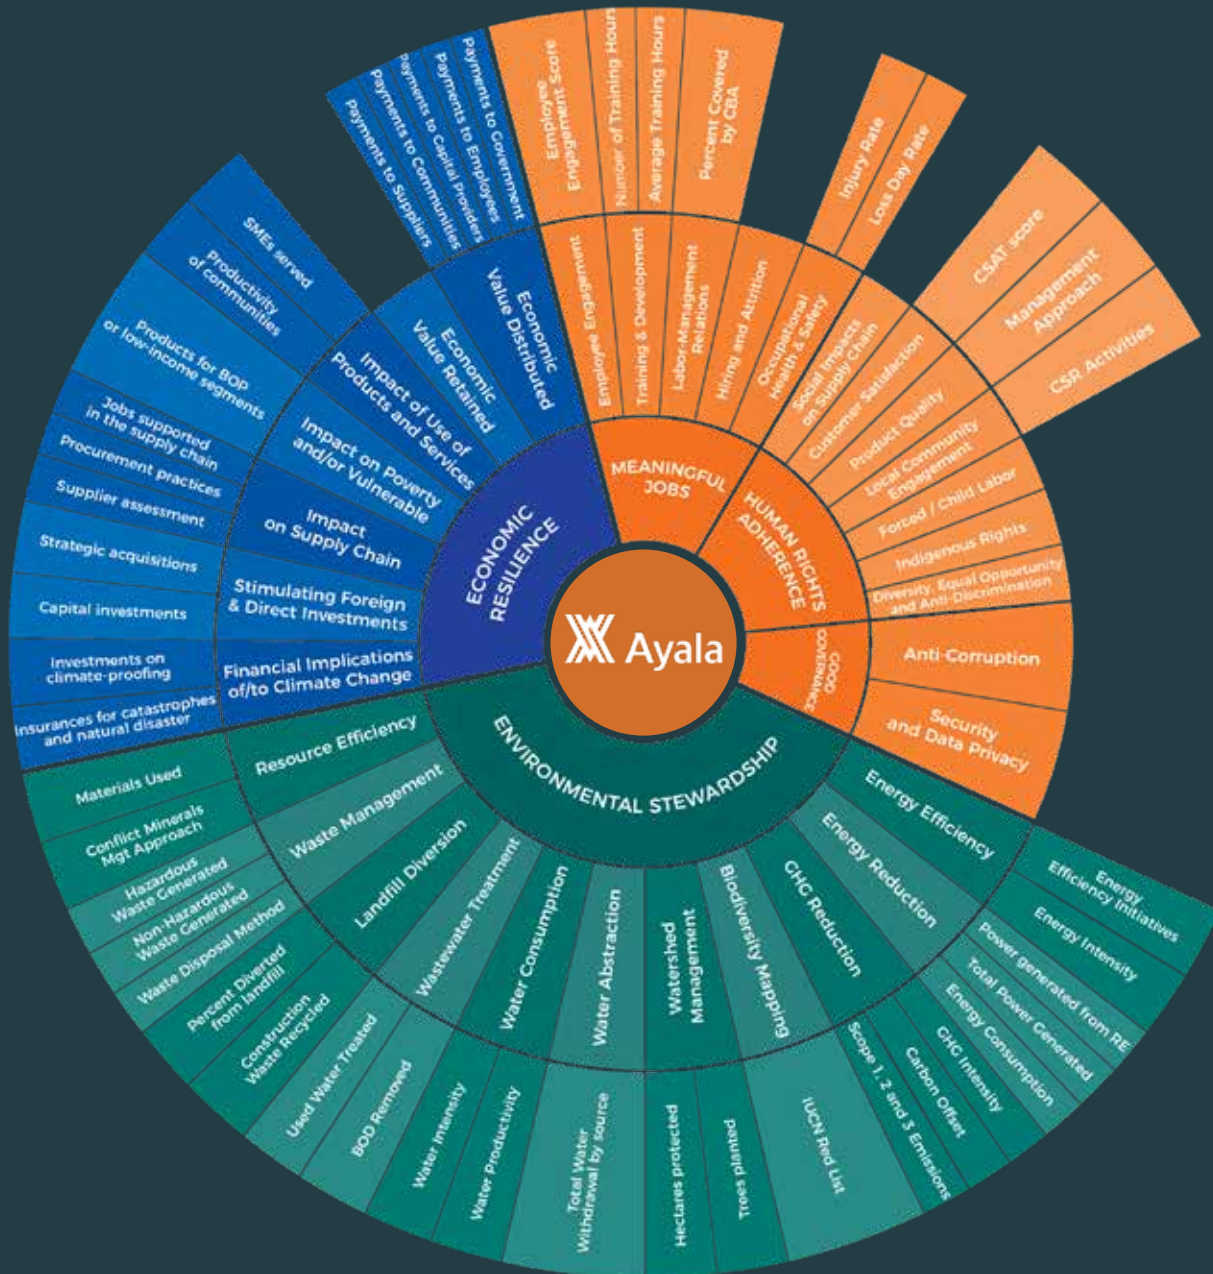 Ayala
ECONOMIC
RESILIENCE
Economic
Value Distributed
Payments to Government
Payments to Employees
Payments to Capital Providers
Payments to Communities
Payments to Suppliers
Economic
Value Retained
Impact of Use of
Products and Services
SMEs served
Productivity
of communities
Impact on Poverty
and/or Vulnerable
Products for BOP
or low-income segments
Impact
on Supply Chain
Jobs supported
in the supply chain
Procurement practices
Supplier assessment
Stimulating Foreign
& Direct Investments
Strategic acquisitions
Capital investments
Financial Implications
of/to Climate Change
Investments on
climate-proofing
Insurances for catastrophes
and natural disaster
MEANINGFUL
JOBS
Employee Engagement
Employee
Engagement Score
Training & Development
Number of Training Hours
Average Training Hours
Labor-Management
Relations
Percent Covered
by CBA
Hiring and Attrition
Occupational
Health & Safety
Injury Rate
Loss Day Rate
HUMAN RIGHTS
ADHERENCE
Social Impacts
on Supply Chain
Customer Satisfaction
CSAT score
Product Quality
Management
Approach
Local Community
Engagement
CSR Activities
Forced / Child Labor
Indigenous Rights
Diversity, Equal Opportunity
and Anti-Discrimination
GOOD
GOVERNANCE
Anti-Corruption
Security
and Data Privacy
ENVIRONMENTAL STEWARDSHIP
Energy Efficiency
Energy
Efficiency Initiatives
Energy Intensity
Energy Reduction
Power generated from RE
Total Power Generated
Energy Consumption
GHG Reduction
GHG Intensity
Carbon Offset
Scope 1, 2 and 3 Emissions
Biodiversity Mapping
IUCN Red List
Watershed
Management
Trees planted
Hectares protected
Water Abstraction
Total Water
Withdrawal by source
Water Consumption
Water Productivity
Water Intensity
Wastewater Treatment
BOD Removed
Used Water Treated
Landfill Diversion
Construction
Waste Recycled
Percent Diverted
from landfill
Waste Management
Waste Disposal Method
Non-Hazardous
Waste Generated
Hazardous
Waste Generated
Resource Efficiency
Conflict Minerals
Mgt Approach
Materials Used